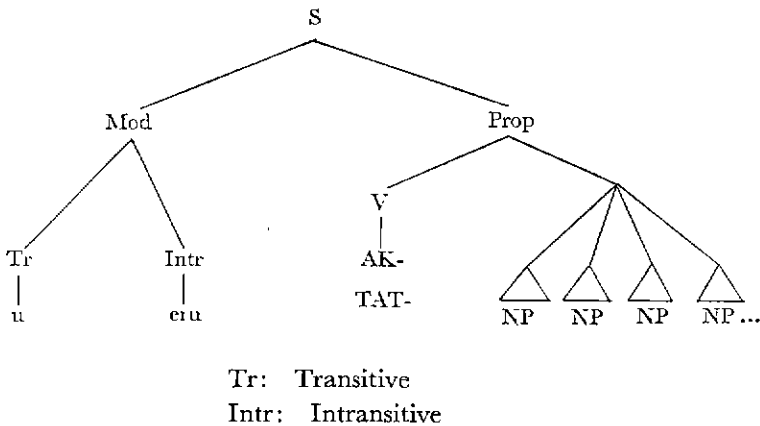 S
Mod Prop
V
Tr Intr AK-
TAT-
u eru NP NP NP NP ...
Tr: Transitive
Intr: Intransitive